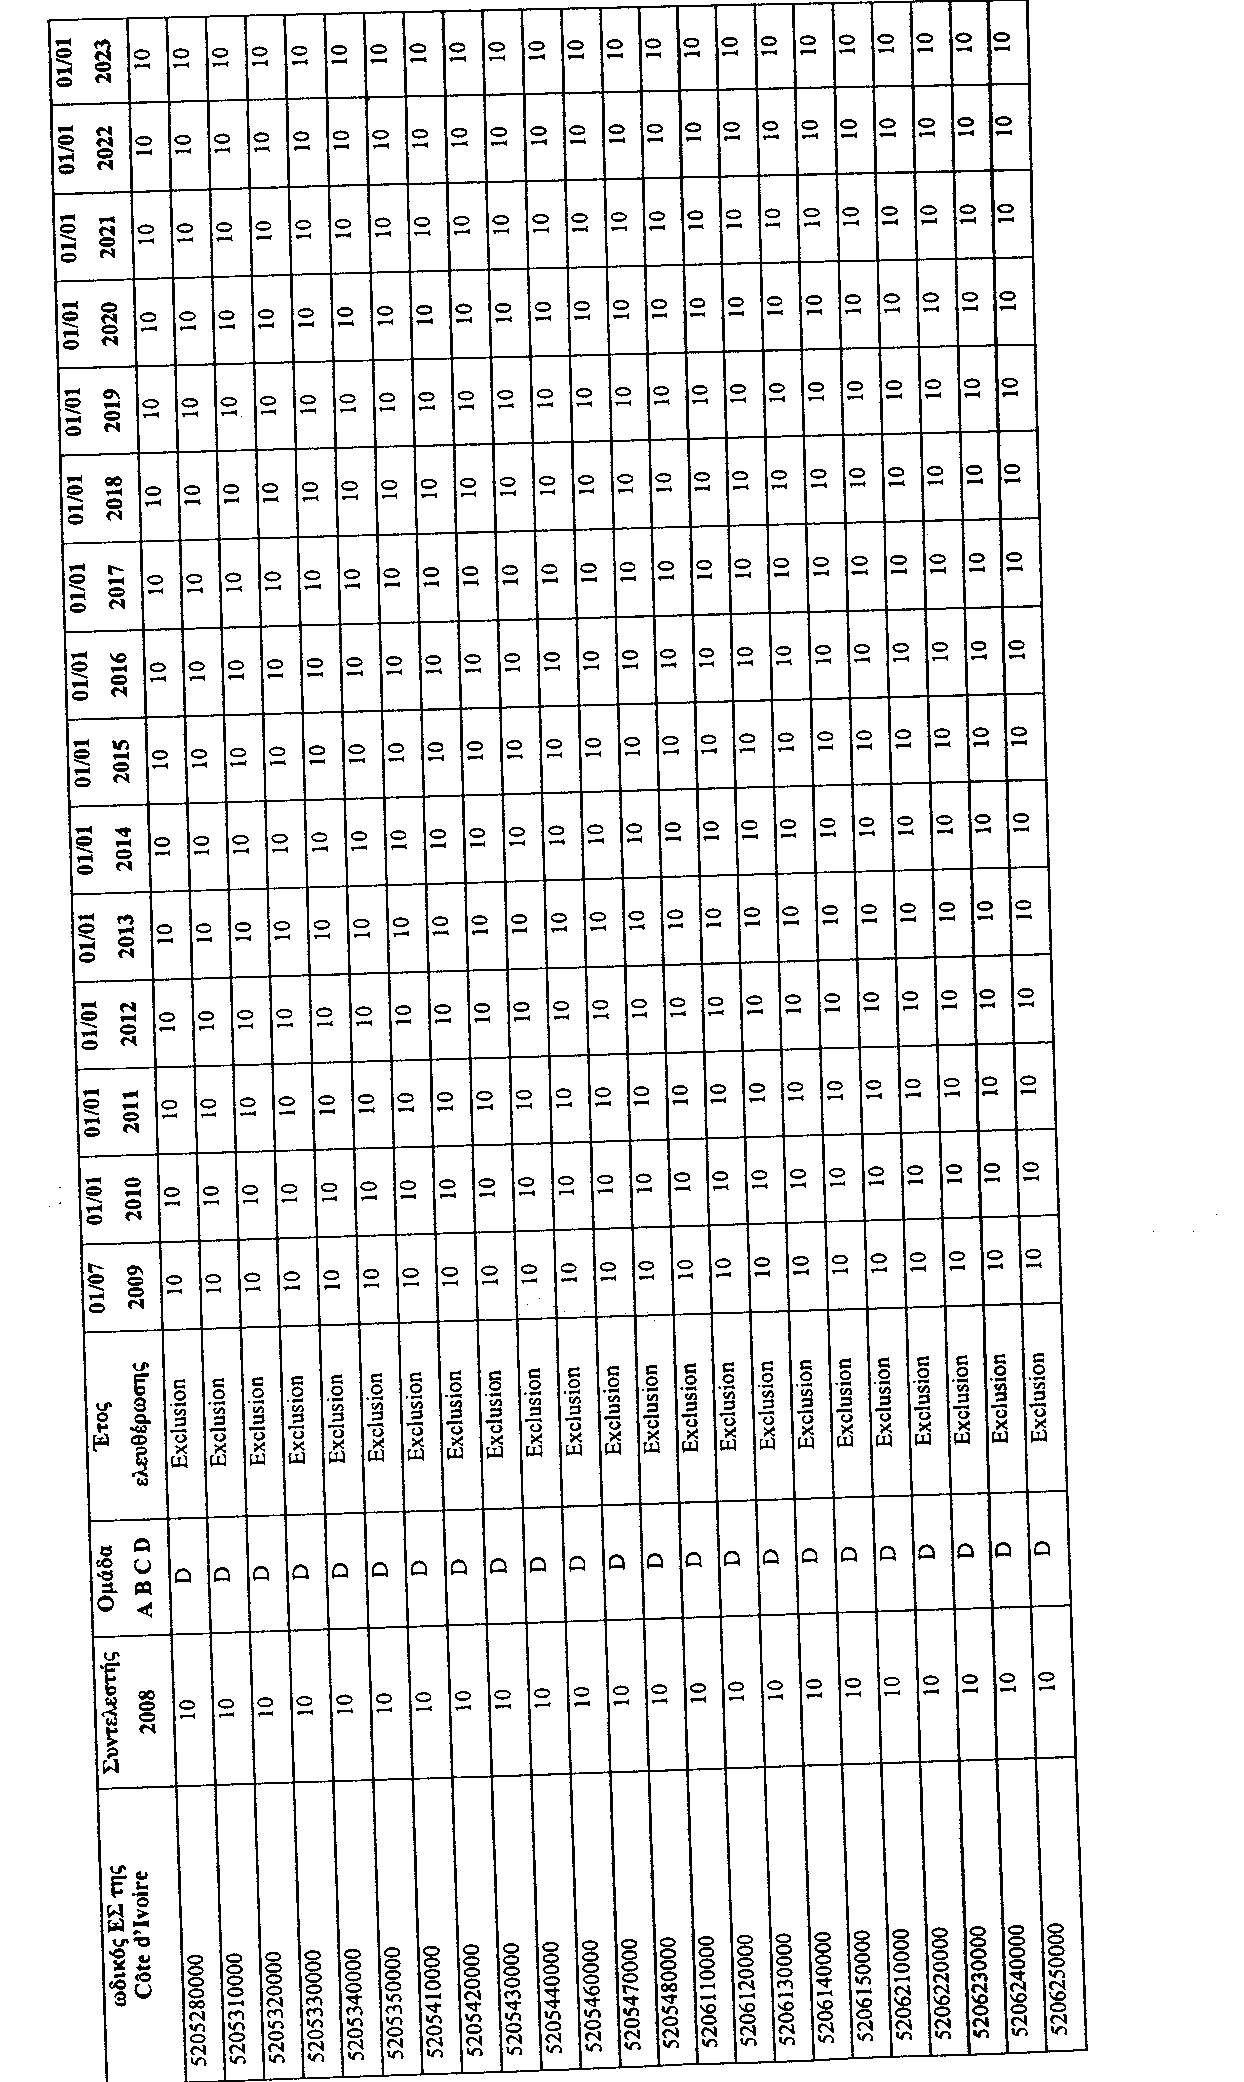 ωδικός ΕΣ της Συντελεστής Ομάδα Έτος 01/07 01/01 01/01 01/01 01/01 01/01 01/01 01/01 01/01 01/01 01/01 01/01 01/01 01/01 01/01
Côte d'Ivoire 2008 A B C D ελευθέρωσης 2009 2010 2011 2012 2013 2014 2015 2016 2017 2018 2019 2020 2021 2022 2023
5205280000 10 D Exclusion 10 10 10 10 10 10 10 10 10 10 10 10 10 10 10
5205310000 10 D Exclusion 10 10 10 10 10 10 10 10 10 10 10 10 10 10 10
5205320000 10 D Exclusion 10 10 10 10 10 10 10 10 10 10 10 10 10 10 10
5205330000 10 D Exclusion 10 10 10 10 10 10 10 10 10 10 10 10 10 10 10
5205340000 10 D Exclusion 10 10 10 10 10 10 10 10 10 10 10 10 10 10 10
5205350000 10 D Exclusion 10 10 10 10 10 10 10 10 10 10 10 10 10 10 10
5205410000 10 D Exclusion 10 10 10 10 10 10 10 10 10 10 10 10 10 10 10
5205420000 10 D Exclusion 10 10 10 10 10 10 10 10 10 10 10 10 10 10 10
5205430000 10 D Exclusion 10 10 10 10 10 10 10 10 10 10 10 10 10 10 10
5205440000 10 D Exclusion 10 10 10 10 10 10 10 10 10 10 10 10 10 10 10
5205460000 10 D Exclusion 10 10 10 10 10 10 10 10 10 10 10 10 10 10 10
5205470000 10 D Exclusion 10 10 10 10 10 10 10 10 10 10 10 10 10 10 10
5205480000 10 D Exclusion 10 10 10 10 10 10 10 10 10 10 10 10 10 10 10
5206110000 10 D Exclusion 10 10 10 10 10 10 10 10 10 10 10 10 10 10 10
5206120000 10 D Exclusion 10 10 10 10 10 10 10 10 10 10 10 10 10 10 10
5206130000 10 D Exclusion 10 10 10 10 10 10 10 10 10 10 10 10 10 10 10
5206140000 10 D Exclusion 10 10 10 10 10 10 10 10 10 10 10 10 10 10 10
5206150000 10 D Exclusion 10 10 10 10 10 10 10 10 10 10 10 10 10 10 10
5206210000 10 D Exclusion 10 10 10 10 10 10 10 10 10 10 10 10 10 10 10
5206220000 10 D Exclusion 10 10 10 10 10 10 10 10 10 10 10 10 10 10 10
5206230000 10 D Exclusion 10 10 10 10 10 10 10 10 10 10 10 10 10 10 10
5206240000 10 D Exclusion 10 10 10 10 10 10 10 10 10 10 10 10 10 10 10
5206250000 10 D Exclusion 10 10 10 10 10 10 10 10 10 10 10 10 10 10 10